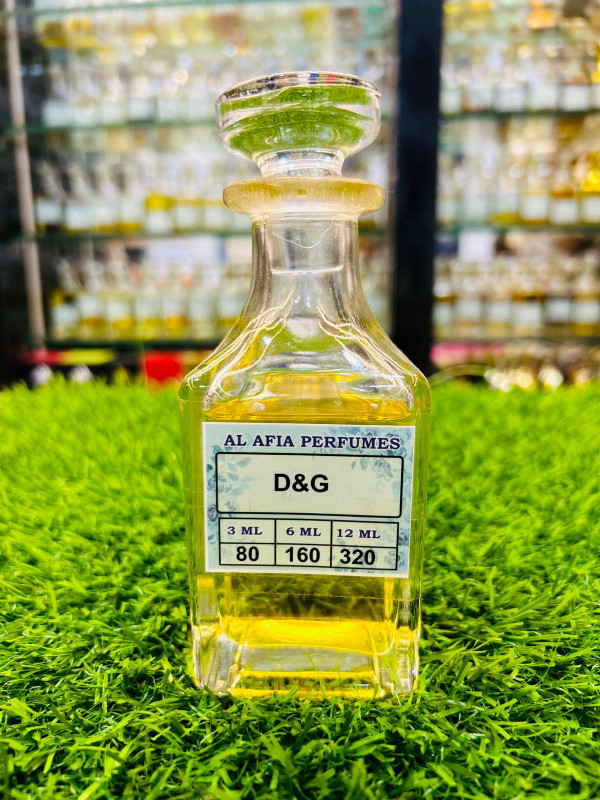 AL AFIA PERFUMES
D&G
3 ML 6 ML 12 ML
80 160 320